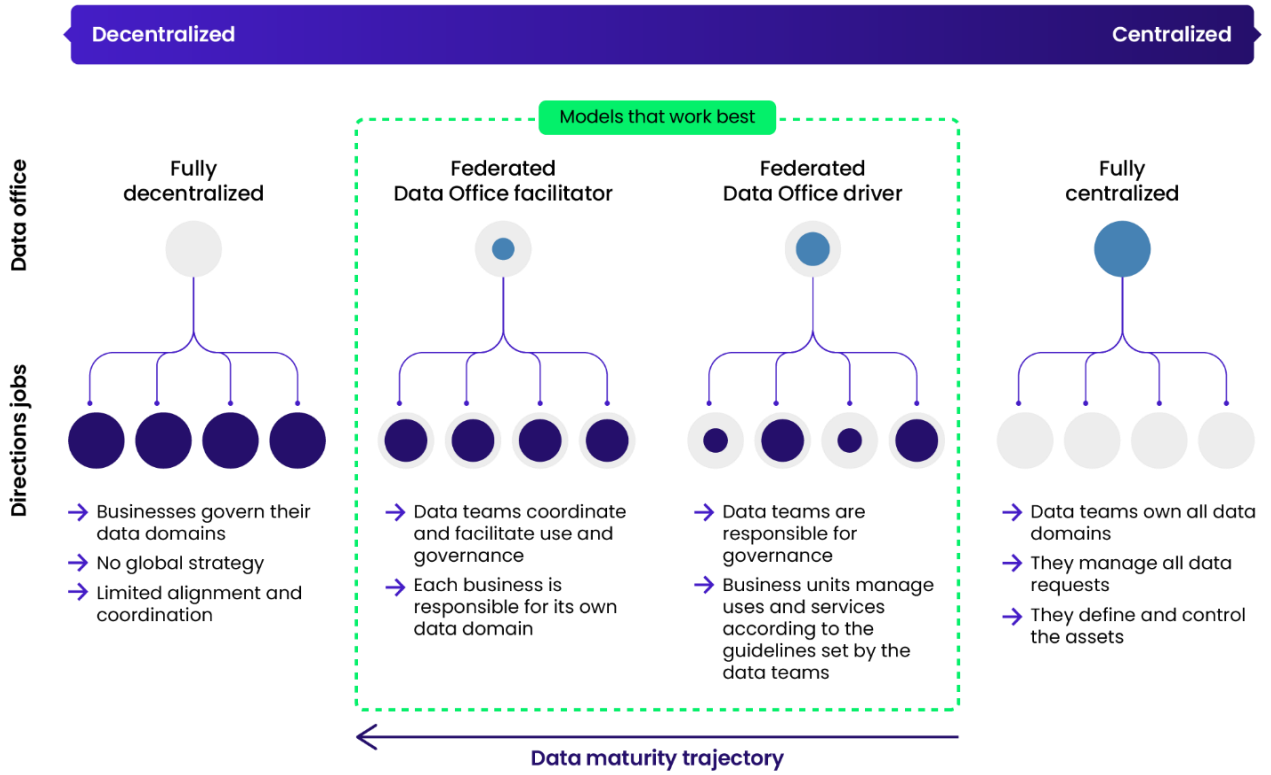 Decentralized
Centralized
Models that work best
Data office
Fully
decentralized
Federated
Data Office facilitator
Federated
Data Office driver
Fully
centralized
Directions jobs
Businesses govern their
data domains
No global strategy
Limited alignment and
coordination
Data teams coordinate
and facilitate use and
governance
Each business is
responsible for its own
data domain
Data teams are
responsible for
governance
Business units manage
uses and services
according to the
guidelines set by the
data teams
Data teams own all data
domains
They manage all data
requests
They define and control
the assets
Data maturity trajectory